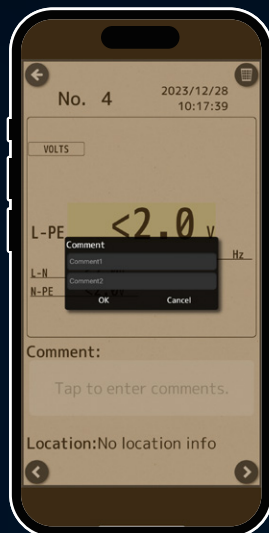 No. 4
2023/12/28
10:17:39
VOLTS
L-PE <2.0 V
Hz
Comment
Comment1
Comment2
OK Cancel
L-N
N-PE
Comment:
Tap to enter comments.
Location:No location info